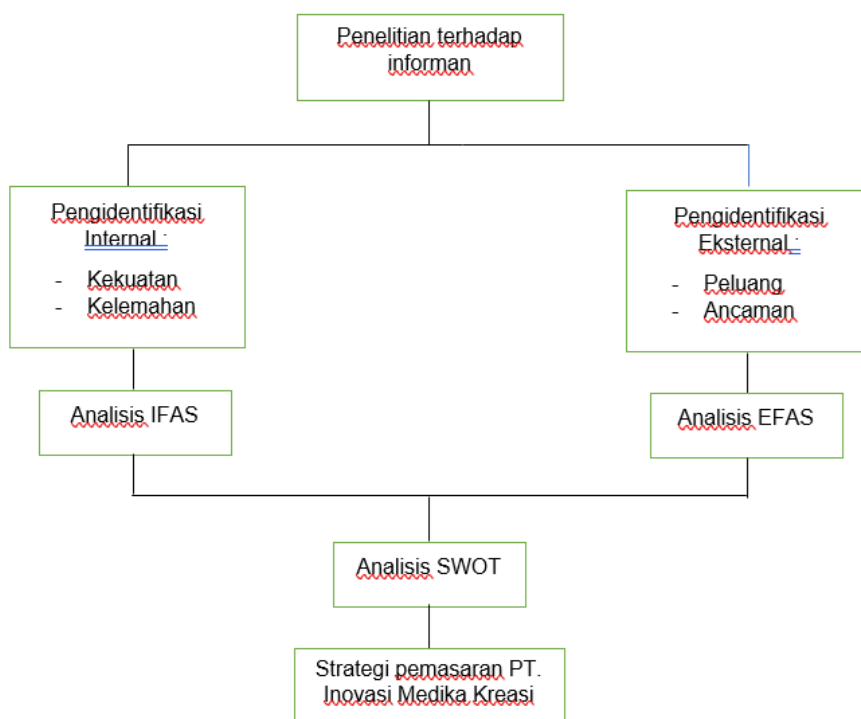 Penelitian terhadap
informan
Pengidentifikasi
Internal :
- Kekuatan
- Kelemahan
Pengidentifikasi
Eksternal :
- Peluang
- Ancaman
Analisis IFAS
Analisis EFAS
Analisis SWOT
Strategi pemasaran PT.
Inovasi Medika Kreasi